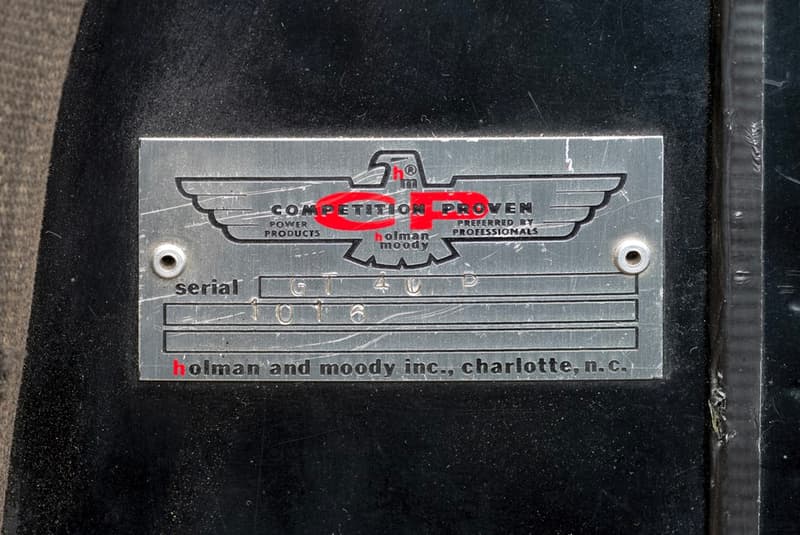 h®
m
CP
COMPETITION PROVEN
POWER
PRODUCTS
PREFERRED BY
PROFESSIONALS
holman
moody
serial GT 40 P
1016
holman and moody inc., charlotte, n.c.